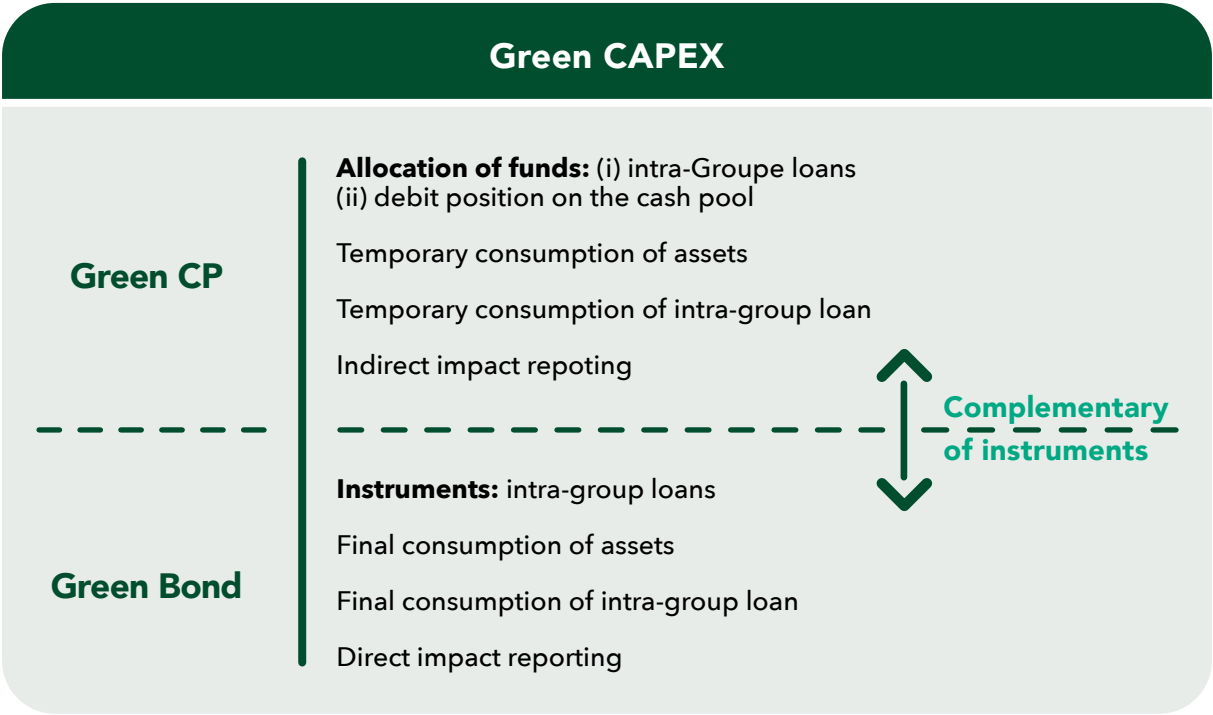 Green CAPEX
Green CP
Allocation of funds: (i) intra-Groupe loans
(ii) debit position on the cash pool
Temporary consumption of assets
Temporary consumption of intra-group loan
Indirect impact repoting
Complementary
of instruments
Green Bond
Instruments: intra-group loans
Final consumption of assets
Final consumption of intra-group loan
Direct impact reporting